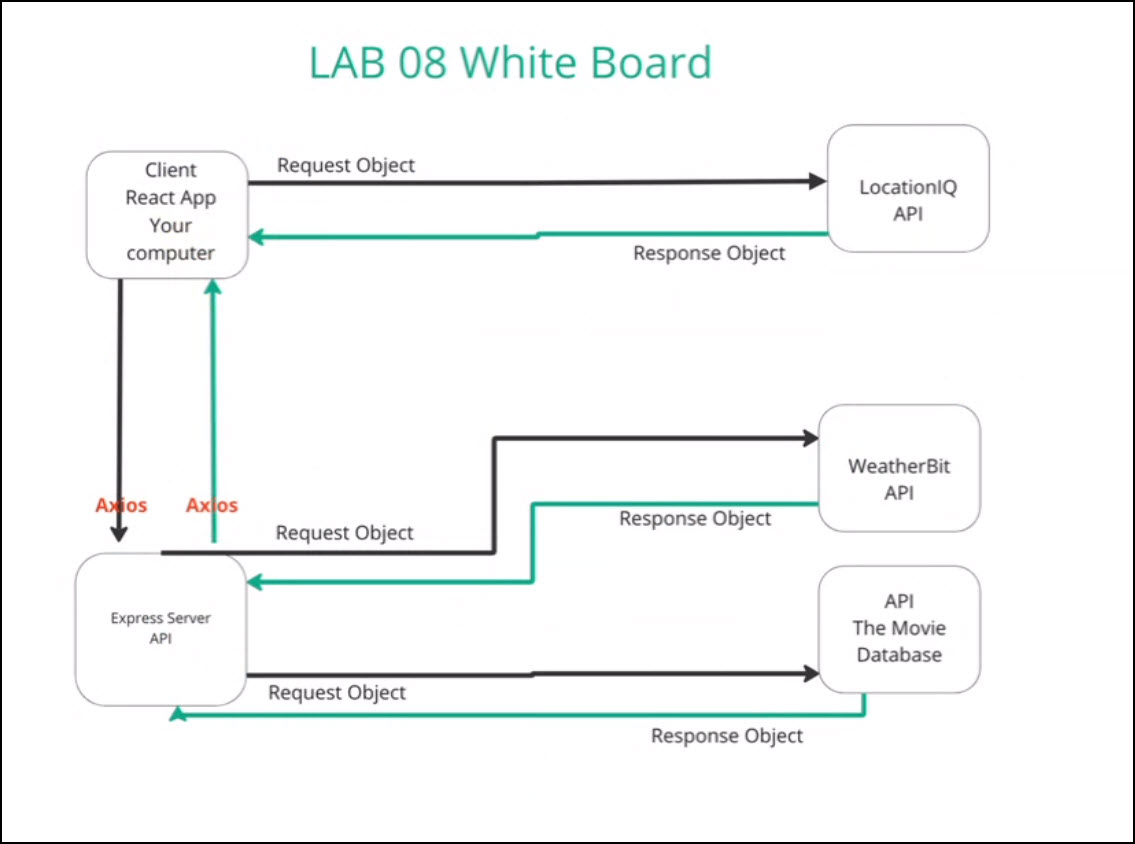 LAB 08 White Board
Client
React App
Your
computer
Request Object
Response Object
LocationIQ
API
Axios
Axios
Request Object
Response Object
WeatherBit
API
Express Server
API
Request Object
Response Object
API
The Movie
Database